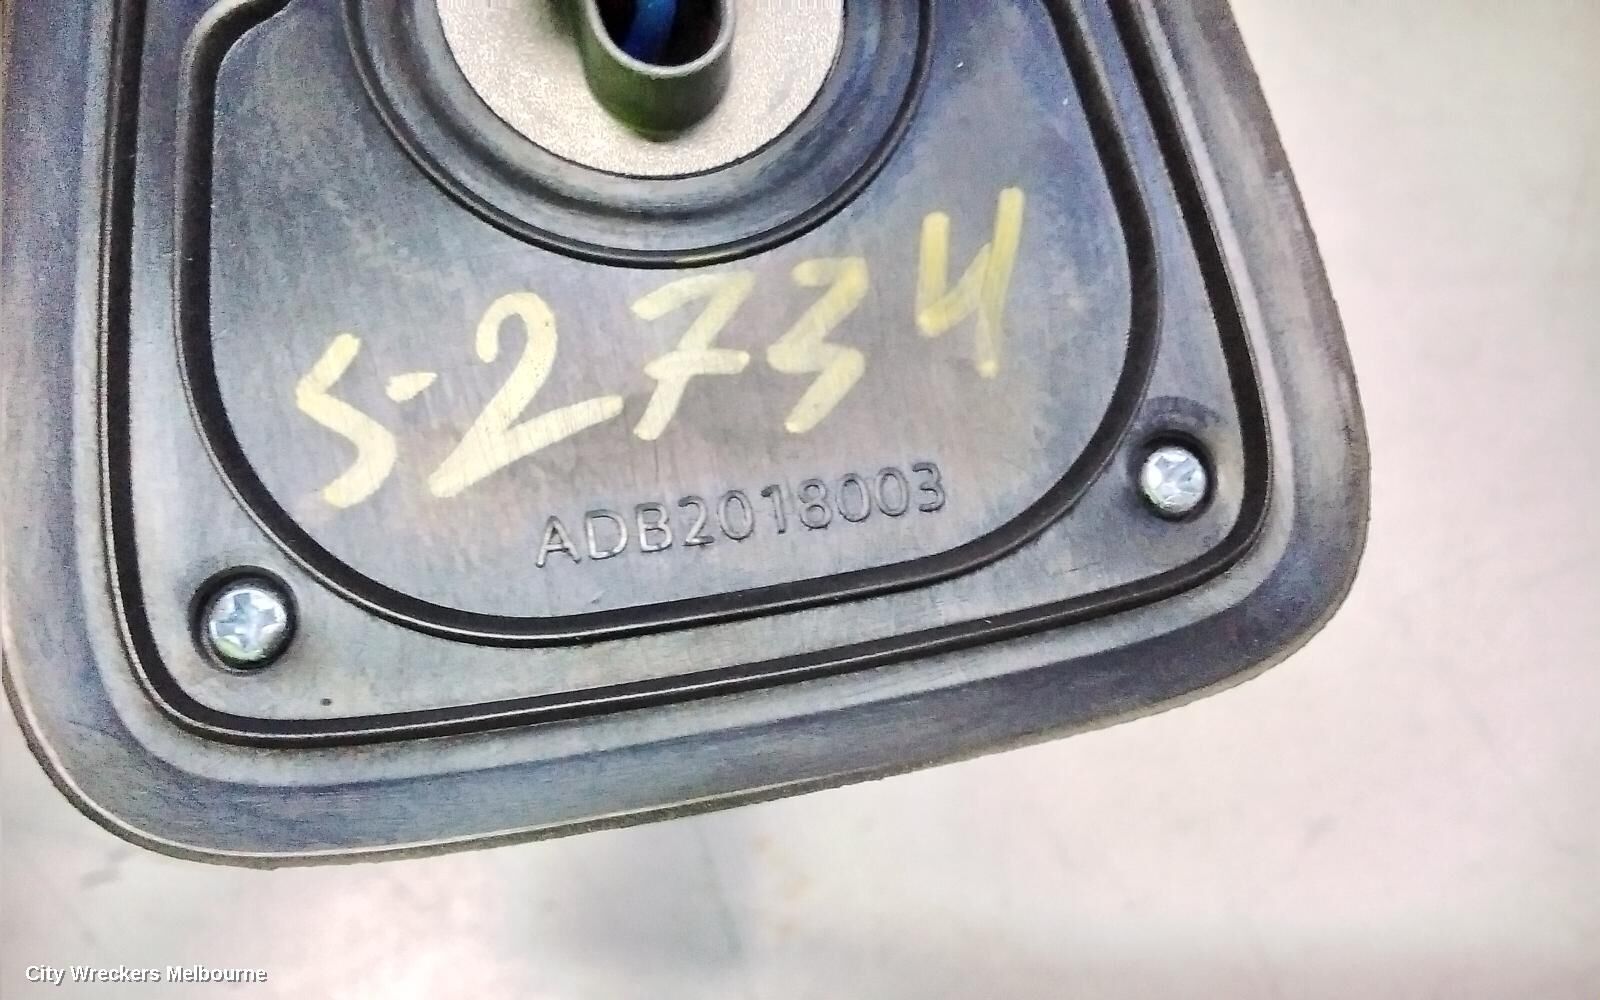 S-2734
ADB2018003
City Wreckers Melbourne